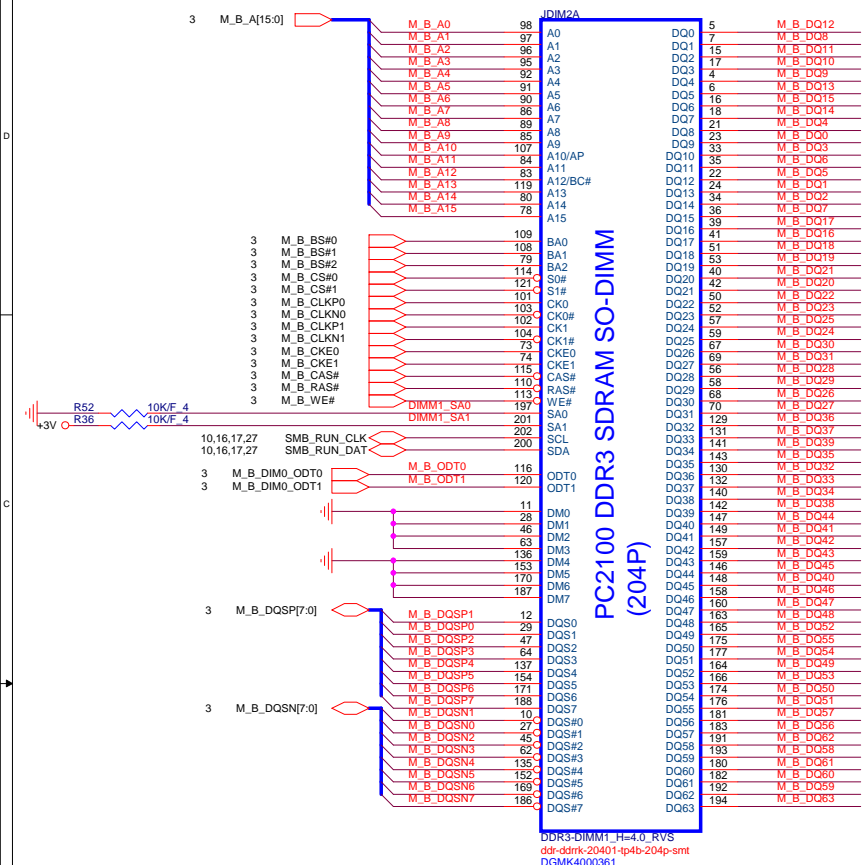 JDIM2A
3 M_B_A[15:0]
M_B_A0 98 A0
M_B_A1 97 A1
M_B_A2 96 A2
M_B_A3 95 A3
M_B_A4 92 A4
M_B_A5 91 A5
M_B_A6 90 A6
M_B_A7 86 A7
M_B_A8 89 A8
M_B_A9 85 A9
M_B_A10 107 A10/AP
M_B_A11 84 A11
M_B_A12 83 A12/BC#
M_B_A13 119 A13
M_B_A14 80 A14
M_B_A15 78 A15
3 M_B_BS#0 109 BA0
3 M_B_BS#1 108 BA1
3 M_B_BS#2 79 BA2
3 M_B_CS#0 114 S0#
3 M_B_CS#1 121 S1#
3 M_B_CLKP0 101 CK0
3 M_B_CLKN0 103 CK0#
3 M_B_CLKP1 102 CK1
3 M_B_CLKN1 104 CK1#
3 M_B_CKE0 73 CKE0
3 M_B_CKE1 74 CKE1
3 M_B_CAS# 115 CAS#
3 M_B_RAS# 110 RAS#
3 M_B_WE# 113 WE#
R52 10K/F_4 DIMM1_SA0 197 SA0
+3V R36 10K/F_4 DIMM1_SA1 201 SA1
10,16,17,27 SMB_RUN_CLK 202 SCL
10,16,17,27 SMB_RUN_DAT 200 SDA
3 M_B_DIM0_ODT0 M_B_ODT0 116 ODT0
3 M_B_DIM0_ODT1 M_B_ODT1 120 ODT1
11 DM0
28 DM1
46 DM2
63 DM3
136 DM4
153 DM5
170 DM6
187 DM7
3 M_B_DQSP[7:0]
M_B_DQSP1 12 DQS0
M_B_DQSP0 29 DQS1
M_B_DQSP2 47 DQS2
M_B_DQSP3 64 DQS3
M_B_DQSP4 137 DQS4
M_B_DQSP5 154 DQS5
M_B_DQSP6 171 DQS6
M_B_DQSP7 188 DQS7
3 M_B_DQSN[7:0]
M_B_DQSN1 10 DQS#0
M_B_DQSN0 27 DQS#1
M_B_DQSN2 45 DQS#2
M_B_DQSN3 62 DQS#3
M_B_DQSN4 135 DQS#4
M_B_DQSN5 152 DQS#5
M_B_DQSN6 169 DQS#6
M_B_DQSN7 186 DQS#7
PC2100 DDR3 SDRAM SO-DIMM
(204P)
DQ0 5 M_B_DQ12
DQ1 7 M_B_DQ8
DQ2 15 M_B_DQ11
DQ3 17 M_B_DQ10
DQ4 4 M_B_DQ9
DQ5 6 M_B_DQ13
DQ6 16 M_B_DQ15
DQ7 18 M_B_DQ14
DQ8 21 M_B_DQ4
DQ9 23 M_B_DQ0
DQ10 33 M_B_DQ3
DQ11 35 M_B_DQ6
DQ12 22 M_B_DQ5
DQ13 24 M_B_DQ1
DQ14 34 M_B_DQ2
DQ15 36 M_B_DQ7
DQ16 39 M_B_DQ16
DQ17 41 M_B_DQ17
DQ18 51 M_B_DQ18
DQ19 53 M_B_DQ19
DQ20 40 M_B_DQ21
DQ21 42 M_B_DQ20
DQ22 50 M_B_DQ22
DQ23 52 M_B_DQ23
DQ24 57 M_B_DQ25
DQ25 59 M_B_DQ24
DQ26 67 M_B_DQ30
DQ27 69 M_B_DQ31
DQ28 56 M_B_DQ28
DQ29 58 M_B_DQ29
DQ30 68 M_B_DQ26
DQ31 70 M_B_DQ27
DQ32 129 M_B_DQ36
DQ33 131 M_B_DQ37
DQ34 141 M_B_DQ39
DQ35 143 M_B_DQ35
DQ36 130 M_B_DQ32
DQ37 132 M_B_DQ33
DQ38 140 M_B_DQ34
DQ39 142 M_B_DQ38
DQ40 147 M_B_DQ44
DQ41 149 M_B_DQ41
DQ42 157 M_B_DQ42
DQ43 159 M_B_DQ43
DQ44 146 M_B_DQ45
DQ45 148 M_B_DQ40
DQ46 158 M_B_DQ46
DQ47 160 M_B_DQ47
DQ48 163 M_B_DQ48
DQ49 165 M_B_DQ52
DQ50 175 M_B_DQ55
DQ51 177 M_B_DQ54
DQ52 164 M_B_DQ49
DQ53 166 M_B_DQ53
DQ54 174 M_B_DQ50
DQ55 176 M_B_DQ51
DQ56 181 M_B_DQ57
DQ57 183 M_B_DQ56
DQ58 191 M_B_DQ62
DQ59 193 M_B_DQ58
DQ60 180 M_B_DQ61
DQ61 182 M_B_DQ60
DQ62 192 M_B_DQ59
DQ63 194 M_B_DQ63
DDR3-DIMM1_H=4.0_RVS
ddr-ddrrk-20401-tp4b-204p-smt
DGMK4000361
D
C